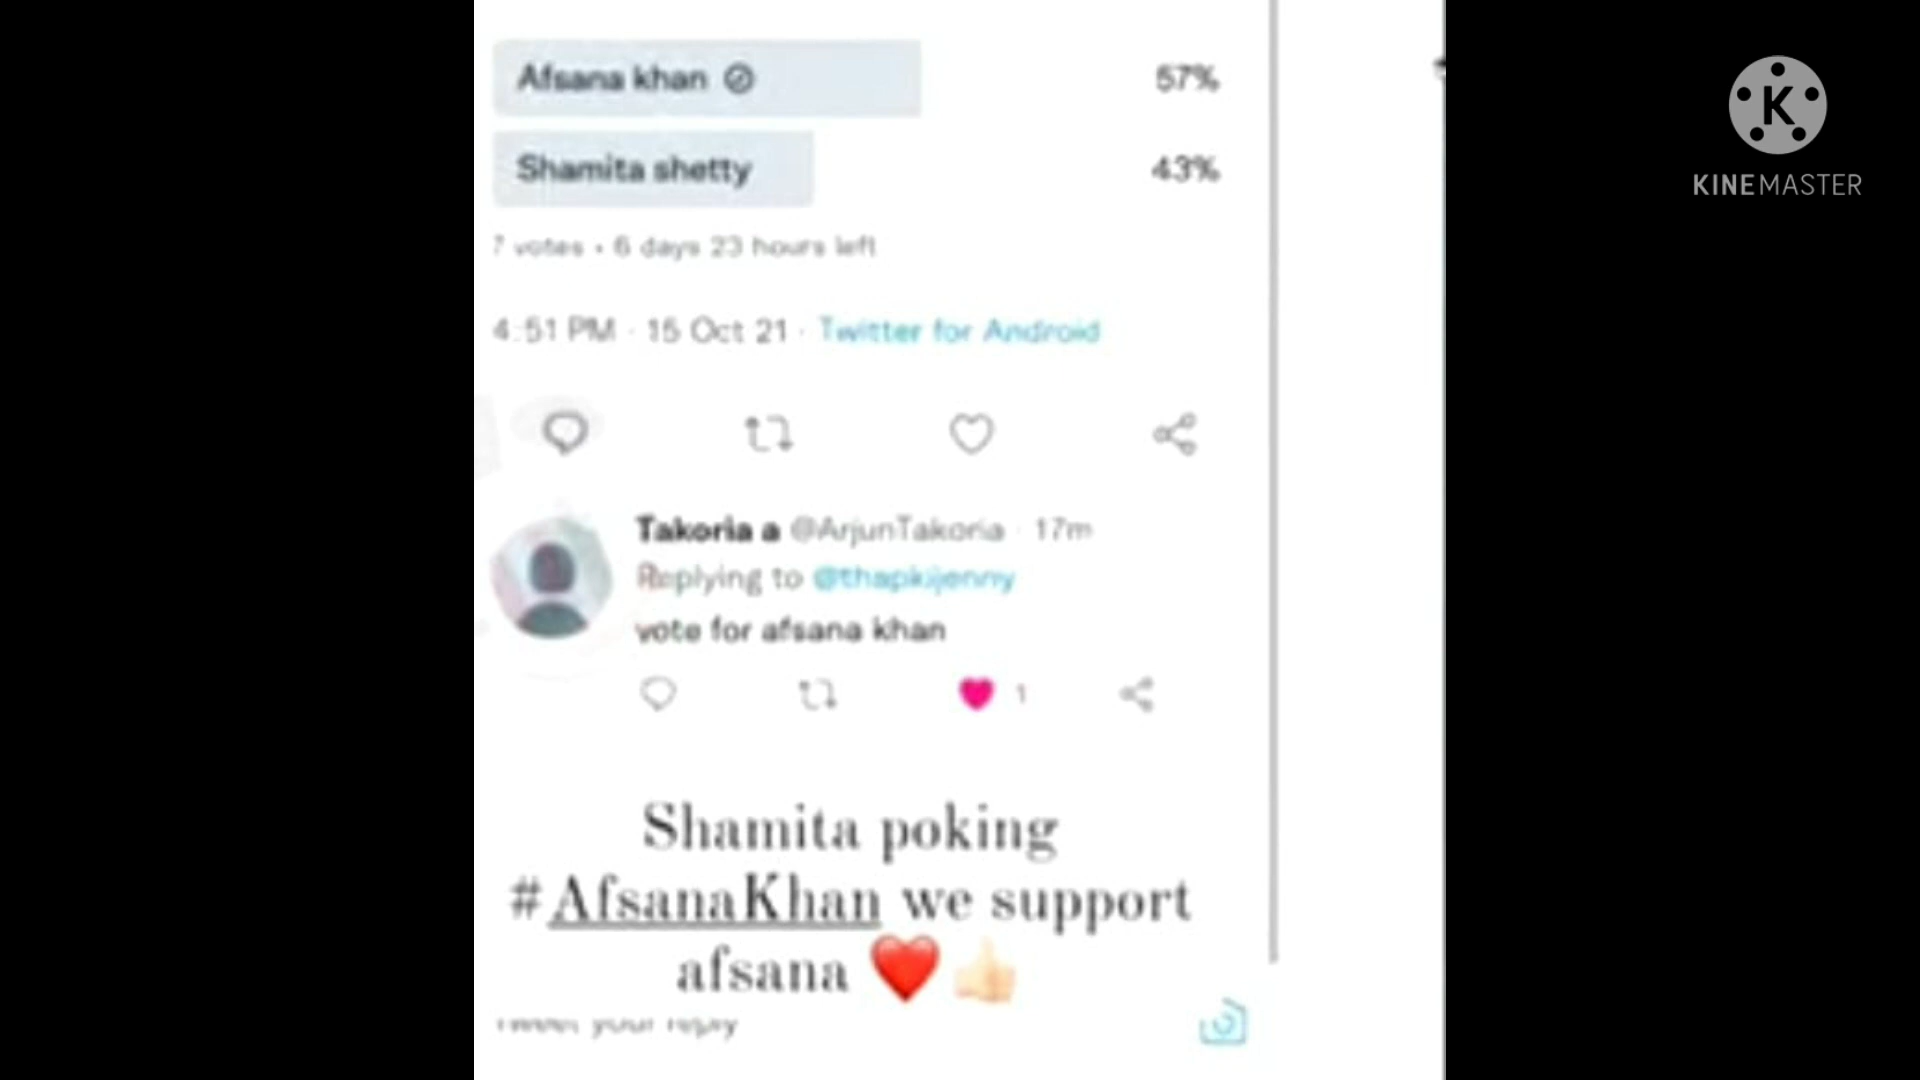 Afsana khan 57%
Shamita shetty 43%
7 votes · 6 days 23 hours left
4:51 PM · 15 Oct 21 · Twitter for Android
Takoria a @ArjunTakoria · 17m
Replying to @thapkijenny
vote for afsana khan
1
Shamita poking
#AfsanaKhan we support
afsana ❤️👍🏻
your reply
K
KINEMASTER